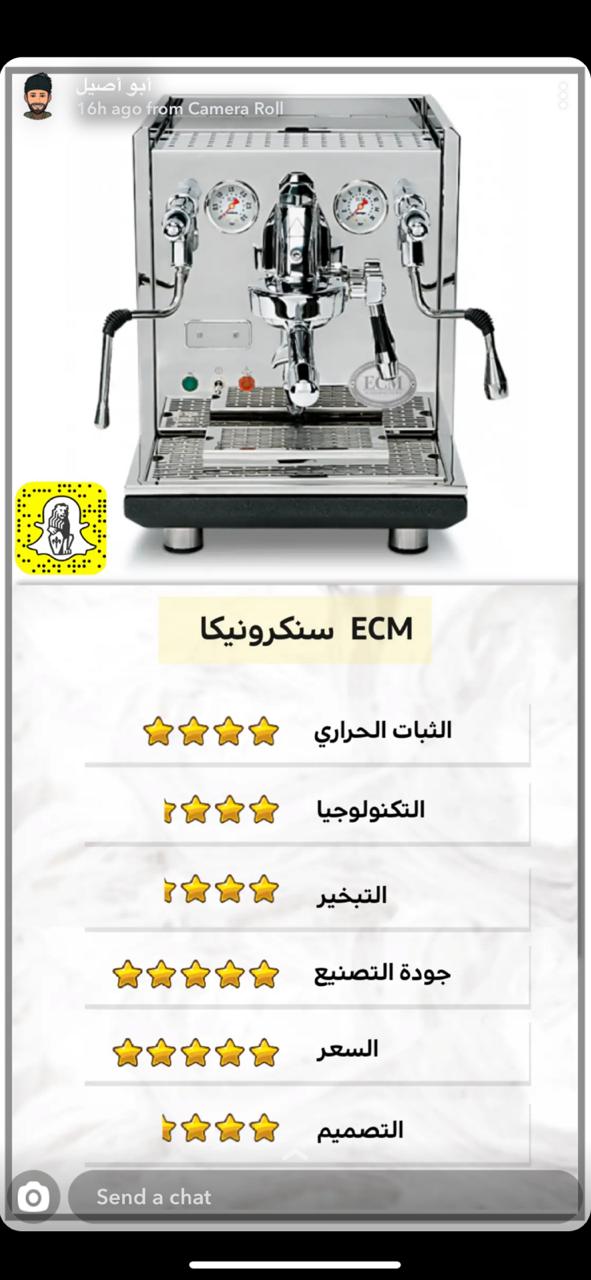 أبو أصيل
16h ago from Camera Roll
ECM
ECM سنكرونيكا
الثبات الحراري
التكنولوجيا
التبخير
جودة التصنيع
السعر
التصميم
Send a chat